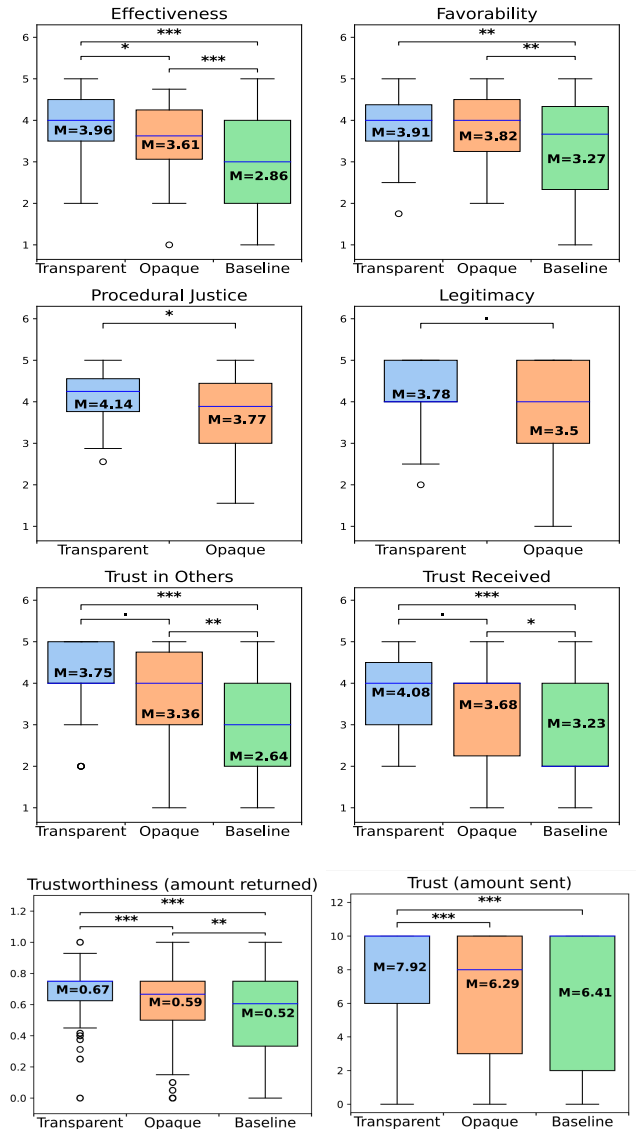 Effectiveness
6
5
4
3
2
1
***
*
***
M=3.96
M=3.61
M=2.86
Transparent Opaque Baseline
Favorability
6
5
4
3
2
1
**
**
M=3.91
M=3.82
M=3.27
Transparent Opaque Baseline
Procedural Justice
6
5
4
3
2
1
*
M=4.14
M=3.77
Transparent Opaque
Legitimacy
6
5
4
3
2
1
.
M=3.78
M=3.5
Transparent Opaque
Trust in Others
6
5
4
3
2
1
***
.
**
M=3.75
M=3.36
M=2.64
Transparent Opaque Baseline
Trust Received
6
5
4
3
2
1
***
.
*
M=4.08
M=3.68
M=3.23
Transparent Opaque Baseline
Trustworthiness (amount returned)
1.2
1.0
0.8
0.6
0.4
0.2
0.0
***
***
**
M=0.67
M=0.59
M=0.52
Transparent Opaque Baseline
Trust (amount sent)
12
10
8
6
4
2
0
***
***
M=7.92
M=6.29
M=6.41
Transparent Opaque Baseline